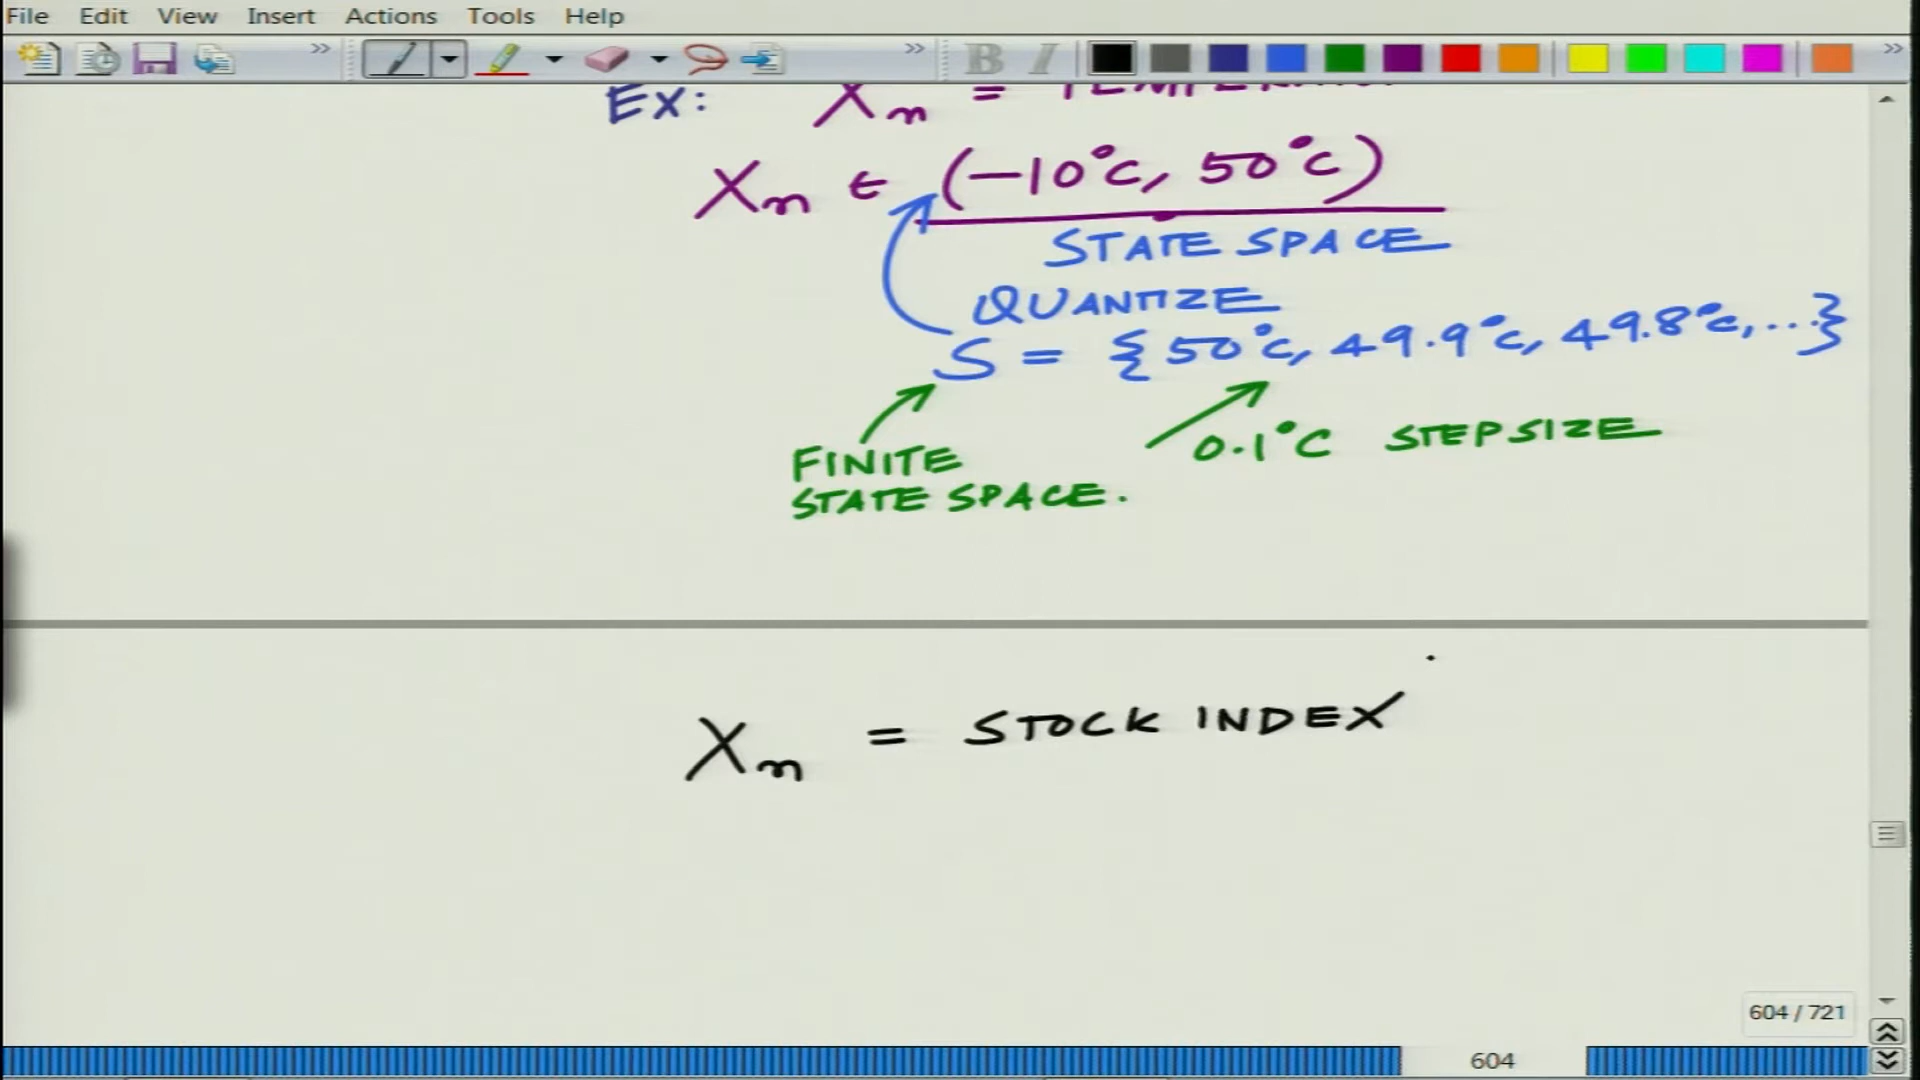 File Edit View Insert Actions Tools Help
B I
Ex: Xn = TEMPERATU
Xn ∈ (-10°C, 50°C)
STATE SPACE
QUANTIZE
S = {50°C, 49.9°C, 49.8°C, ...}
0.1°C STEPSIZE
FINITE
STATE SPACE.
Xn = STOCK INDEX
604 / 721
604